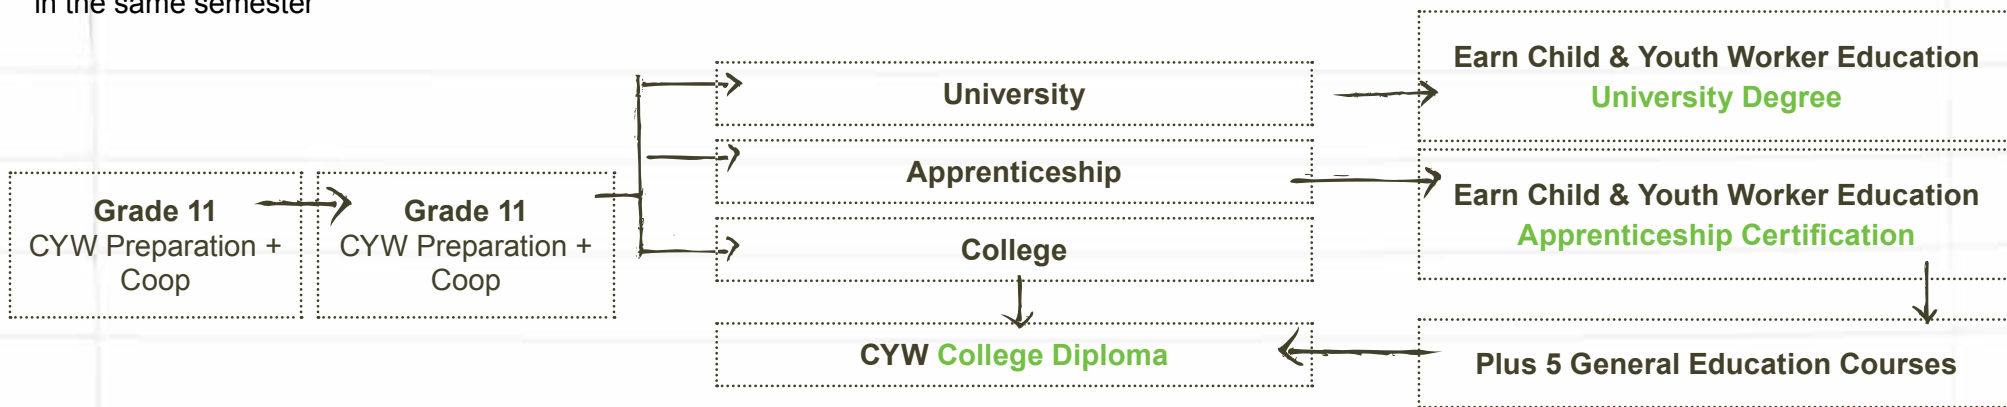 in the same semester
Grade 11
CYW Preparation +
Coop
Grade 11
CYW Preparation +
Coop
University
Apprenticeship
College
CYW College Diploma
Earn Child & Youth Worker Education
University Degree
Earn Child & Youth Worker Education
Apprenticeship Certification
Plus 5 General Education Courses